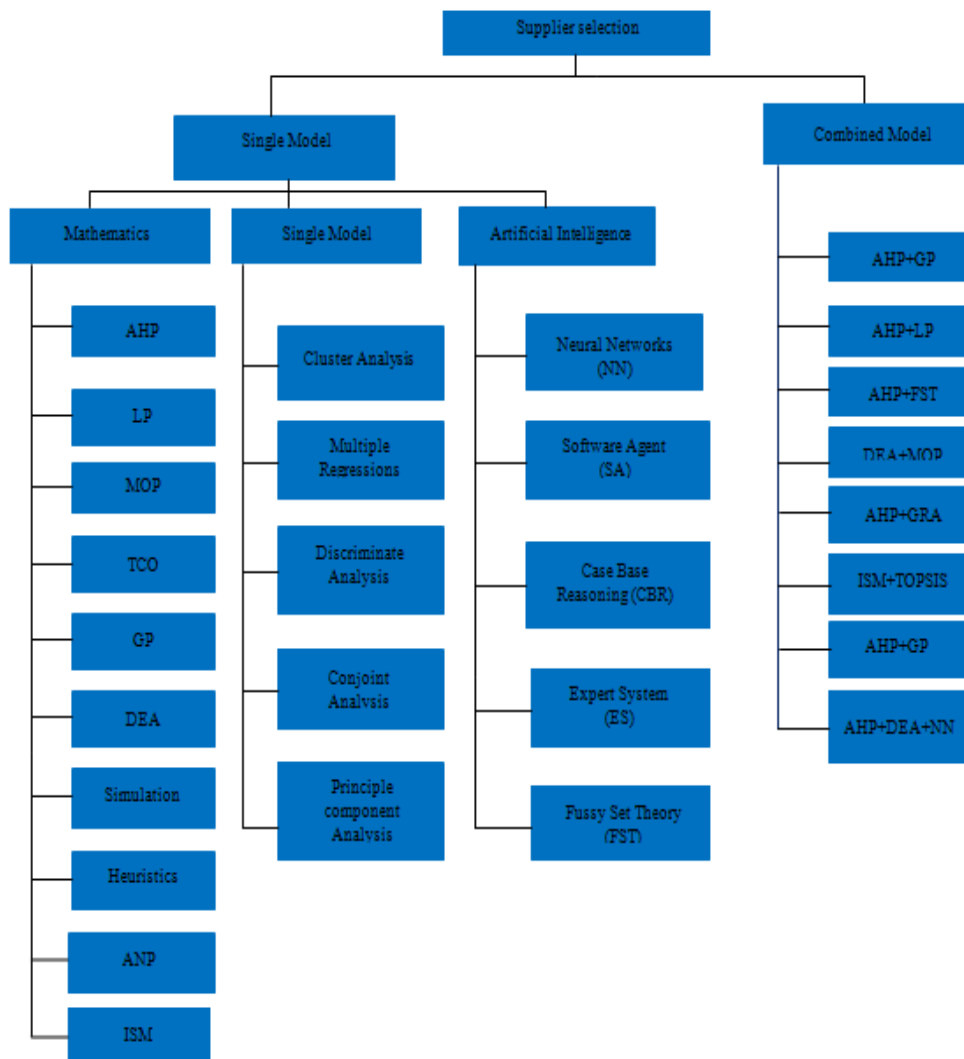 Supplier selection
Single Model
Combined Model
Mathematics
Single Model
Artificial Intelligence
AHP
LP
MOP
TCO
GP
DEA
Simulation
Heuristics
ANP
ISM
Cluster Analysis
Multiple
Regressions
Discriminate
Analysis
Conjoint
Analysis
Principle
component
Analysis
Neural Networks
(NN)
Software Agent
(SA)
Case Base
Reasoning (CBR)
Expert System
(ES)
Fussy Set Theory
(FST)
AHP+GP
AHP+LP
AHP+FST
DEA+MOP
AHP+GRA
ISM+TOPSIS
AHP+GP
AHP+DEA+NN